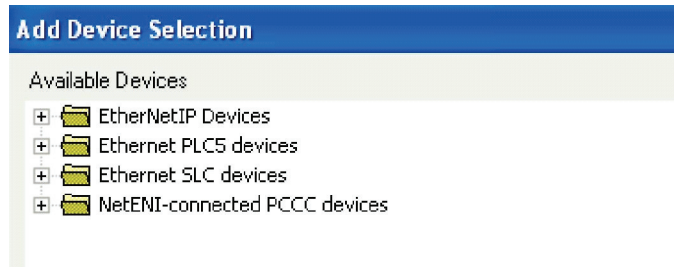 Add Device Selection
Available Devices
EtherNetIP Devices
Ethernet PLC5 devices
Ethernet SLC devices
NetENI-connected PCCC devices